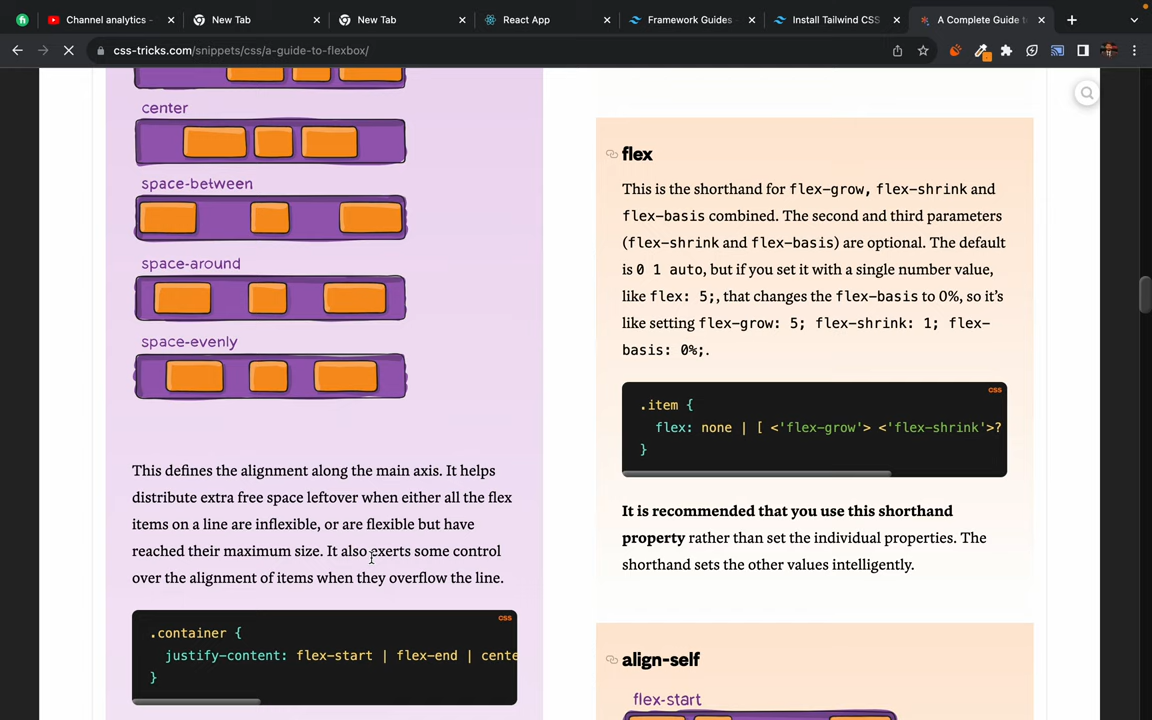 Channel analytics -
New Tab
New Tab
React App
Framework Guides -
Install Tailwind CSS
A Complete Guide to
css-tricks.com/snippets/css/a-guide-to-flexbox/
center
space-between
space-around
space-evenly
This defines the alignment along the main axis. It helps
distribute extra free space leftover when either all the flex
items on a line are inflexible, or are flexible but have
reached their maximum size. It also exerts some control
over the alignment of items when they overflow the line.
CSS
.container {
justify-content: flex-start | flex-end | cente
}
flex
This is the shorthand for flex-grow, flex-shrink and
flex-basis combined. The second and third parameters
(flex-shrink and flex-basis) are optional. The default
is 0 1 auto, but if you set it with a single number value,
like flex: 5;, that changes the flex-basis to 0%, so it's
like setting flex-grow: 5; flex-shrink: 1; flex-
basis: 0%;.
CSS
.item {
flex: none | [ <'flex-grow'> <'flex-shrink'>?
}
It is recommended that you use this shorthand
property rather than set the individual properties. The
shorthand sets the other values intelligently.
align-self
flex-start